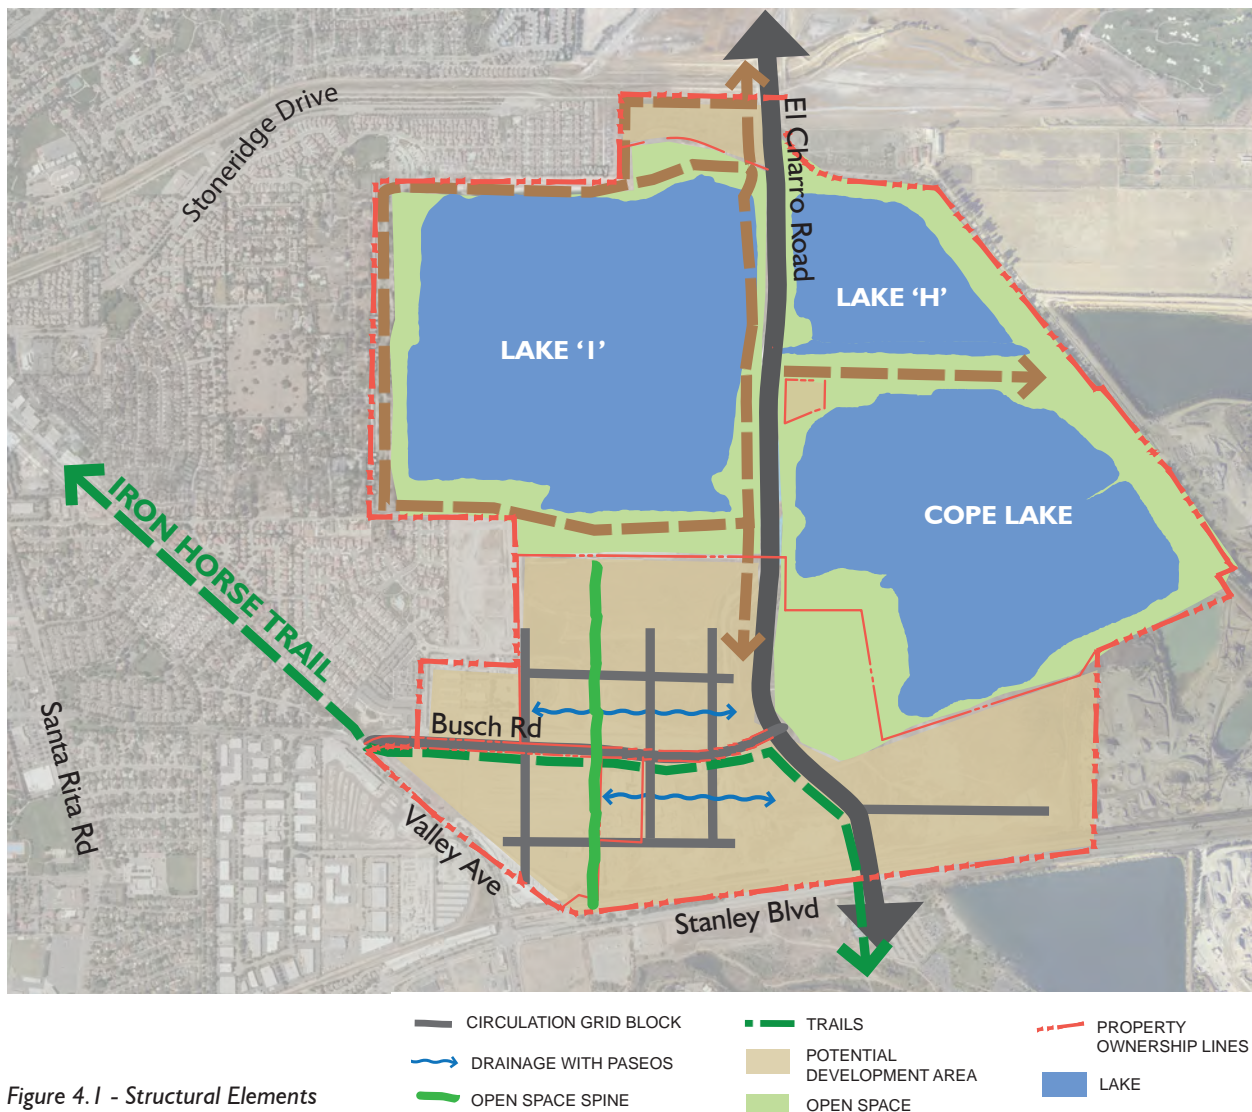 Stoneridge Drive
El Charro Road
LAKE ‘H’
LAKE ‘I’
COPE LAKE
IRON HORSE TRAIL
Santa Rita Rd
Busch Rd
Valley Ave
Stanley Blvd
CIRCULATION GRID BLOCK
DRAINAGE WITH PASEOS
OPEN SPACE SPINE
TRAILS
POTENTIAL
DEVELOPMENT AREA
OPEN SPACE
PROPERTY
OWNERSHIP LINES
LAKE
Figure 4.1 - Structural Elements